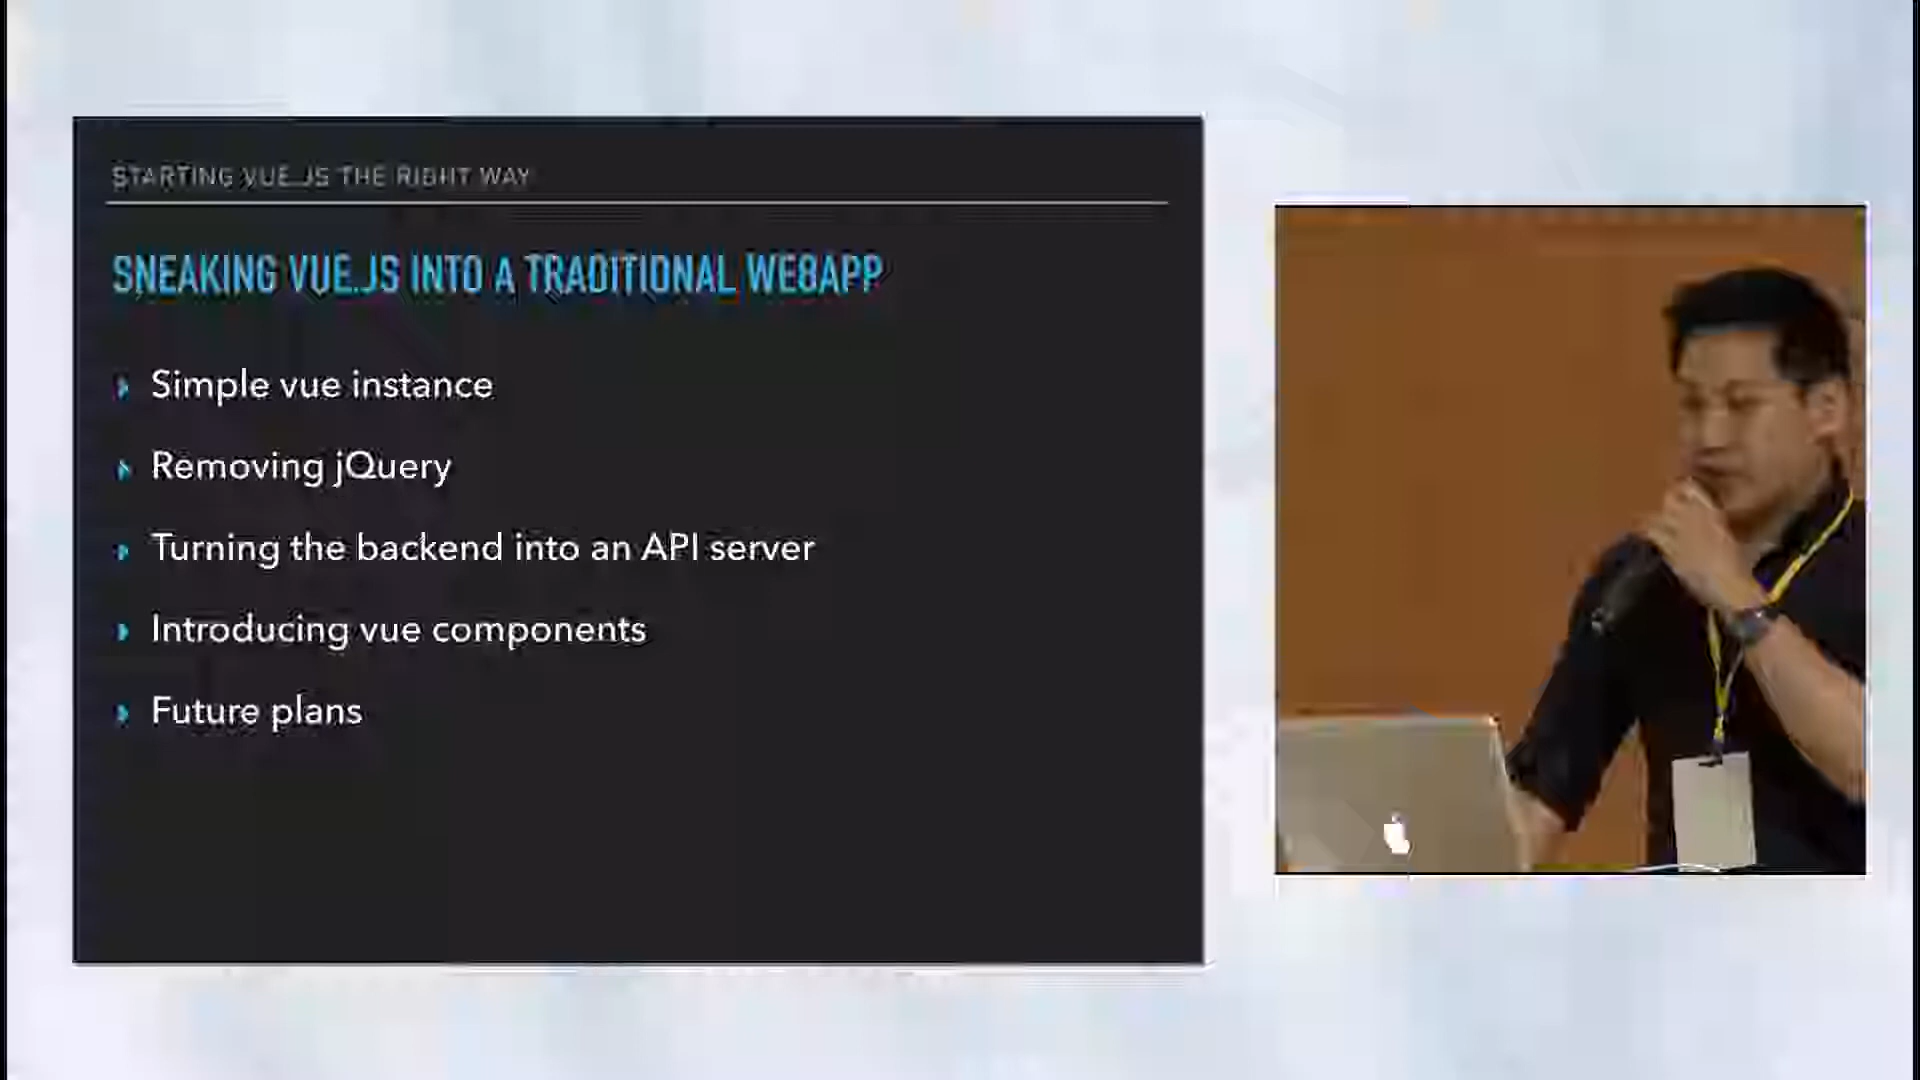 STARTING VUE.JS THE RIGHT WAY
SNEAKING VUE.JS INTO A TRADITIONAL WEBAPP
Simple vue instance
Removing jQuery
Turning the backend into an API server
Introducing vue components
Future plans